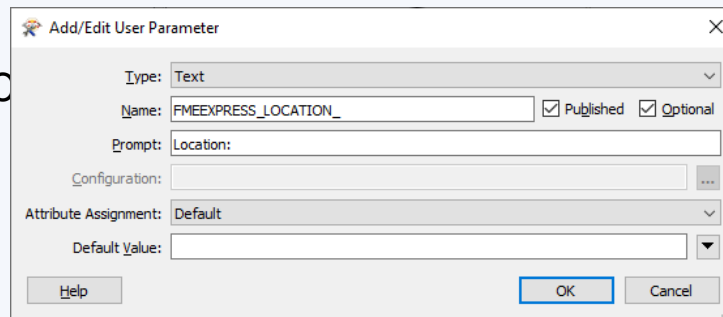 Add/Edit User Parameter
Type: Text
Name: FMEEXPRESS_LOCATION_ Published Optional
Prompt: Location:
Configuration: ...
Attribute Assignment: Default
Default Value:
Help OK Cancel